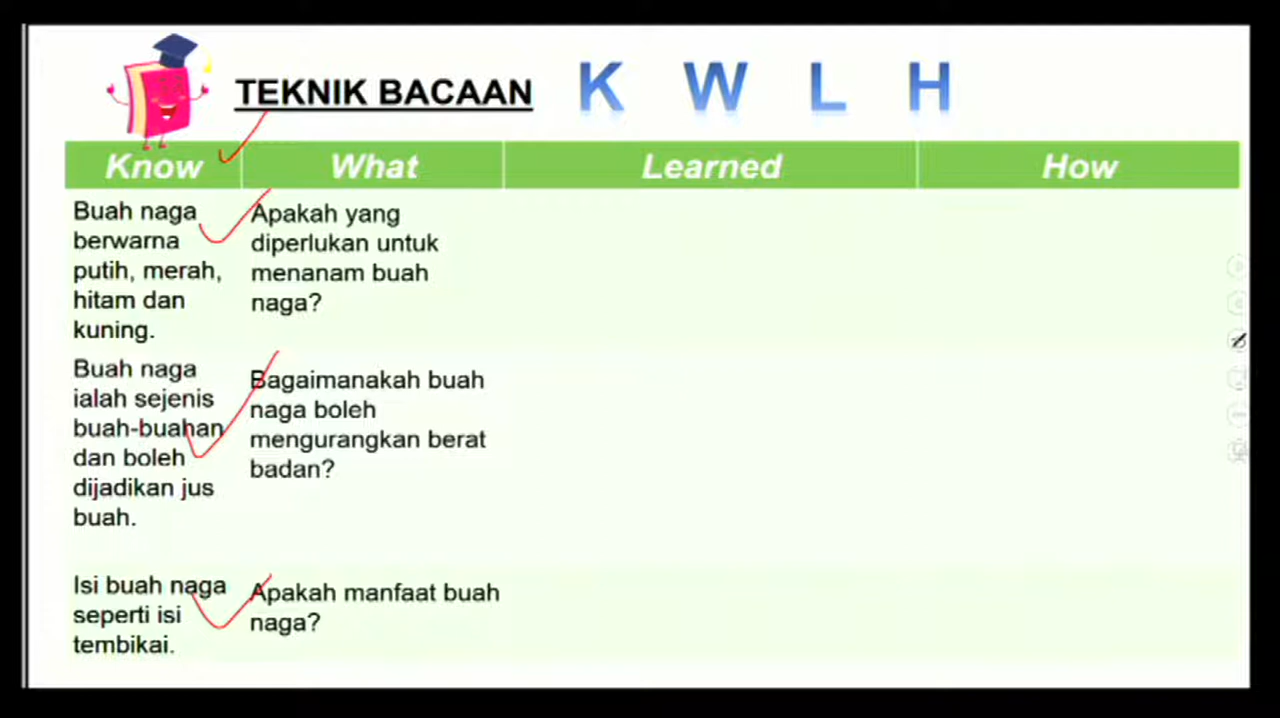 TEKNIK BACAAN K W L H
Know What Learned How
Buah naga
berwarna
putih, merah,
hitam dan
kuning.
Apakah yang
diperlukan untuk
menanam buah
naga?
Buah naga
ialah sejenis
buah-buahan
dan boleh
dijadikan jus
buah.
Bagaimanakah buah
naga boleh
mengurangkan berat
badan?
Isi buah naga
seperti isi
tembikai.
Apakah manfaat buah
naga?